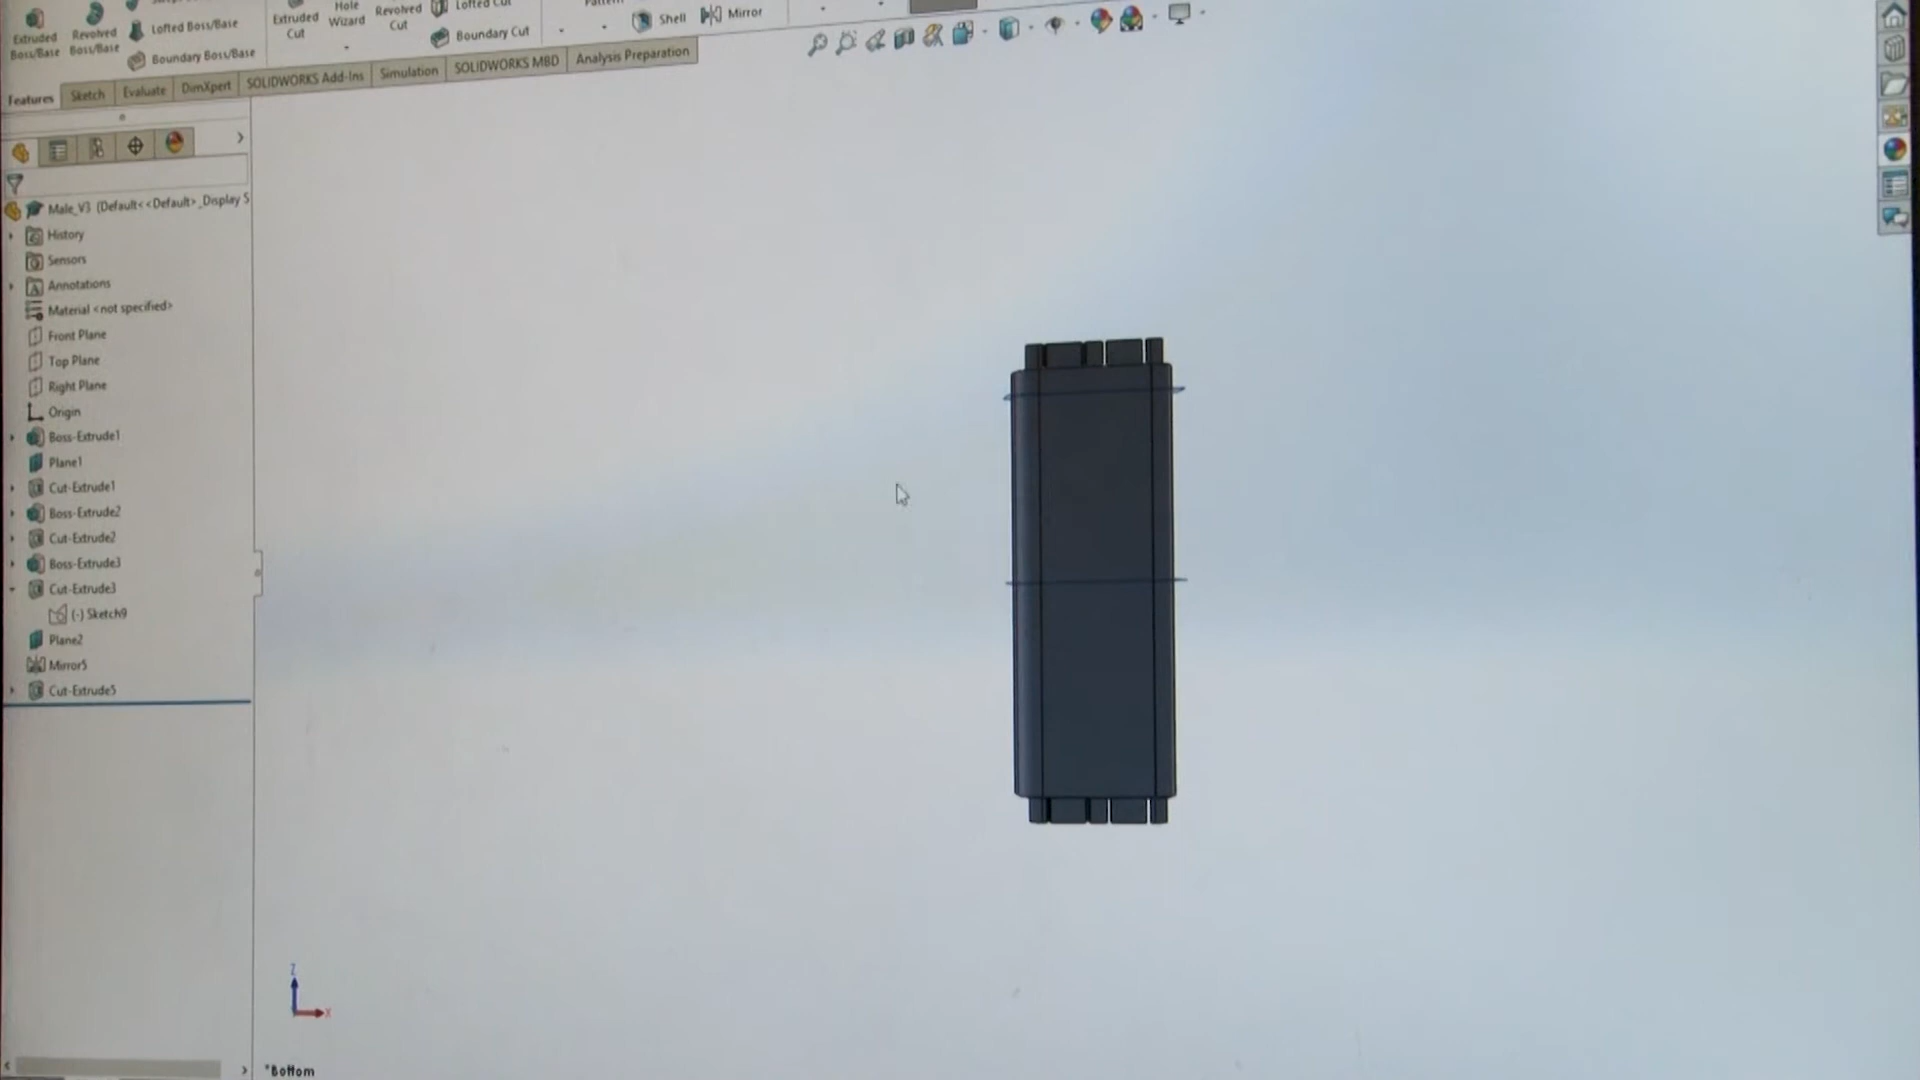 Extruded
Boss/Base
Revolved
Boss/Base
Lofted Boss/Base
Boundary Boss/Base
Extruded
Cut
Hole
Wizard
Revolved
Cut
Lofted Cut
Boundary Cut
Shell
Mirror
Features
Sketch
Evaluate
DimXpert
SOLIDWORKS Add-Ins
Simulation
SOLIDWORKS MBD
Analysis Preparation
Male_V3 (Default<<Default>_Display S
History
Sensors
Annotations
Material <not specified>
Front Plane
Top Plane
Right Plane
Origin
Boss-Extrude1
Plane1
Cut-Extrude1
Boss-Extrude2
Cut-Extrude2
Boss-Extrude3
Cut-Extrude3
(-) Sketch9
Plane2
Mirror5
Cut-Extrude5
Z
X
*Bottom